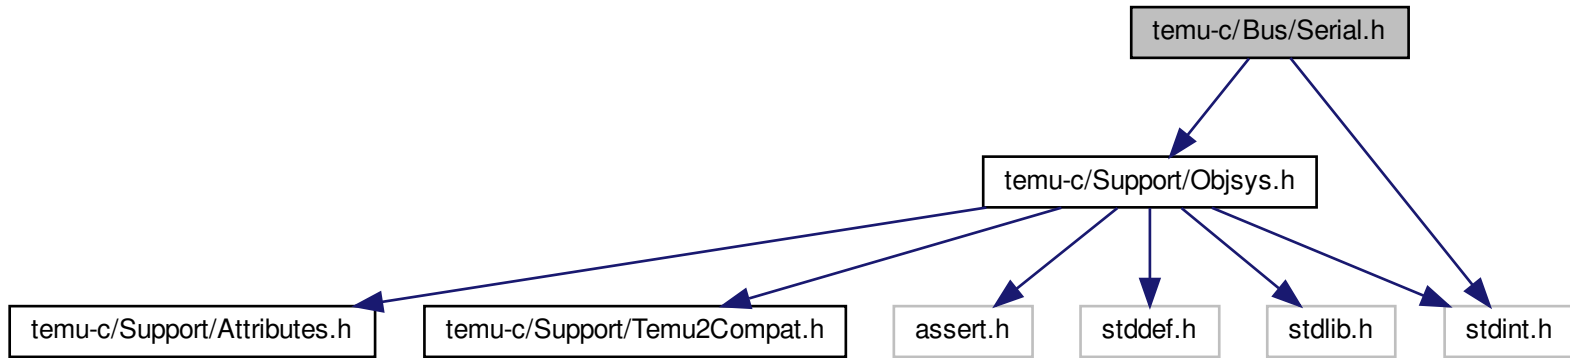 temu-c/Bus/Serial.h
temu-c/Support/Objsys.h
temu-c/Support/Attributes.h
temu-c/Support/Temu2Compat.h
assert.h
stddef.h
stdlib.h
stdint.h